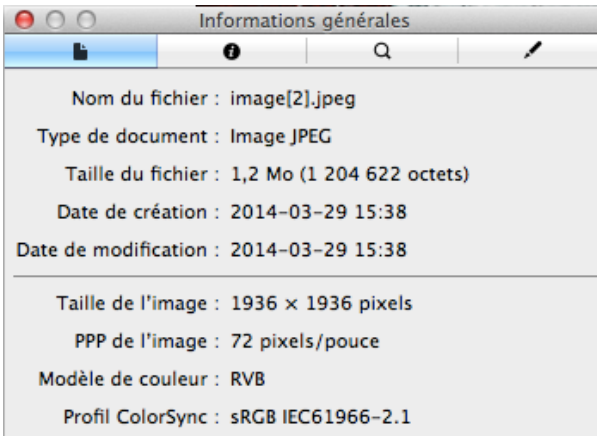 Informations générales
Nom du fichier : image[2].jpeg
Type de document : Image JPEG
Taille du fichier : 1,2 Mo (1 204 622 octets)
Date de création : 2014-03-29 15:38
Date de modification : 2014-03-29 15:38
Taille de l'image : 1936 × 1936 pixels
PPP de l'image : 72 pixels/pouce
Modèle de couleur : RVB
Profil ColorSync : sRGB IEC61966-2.1